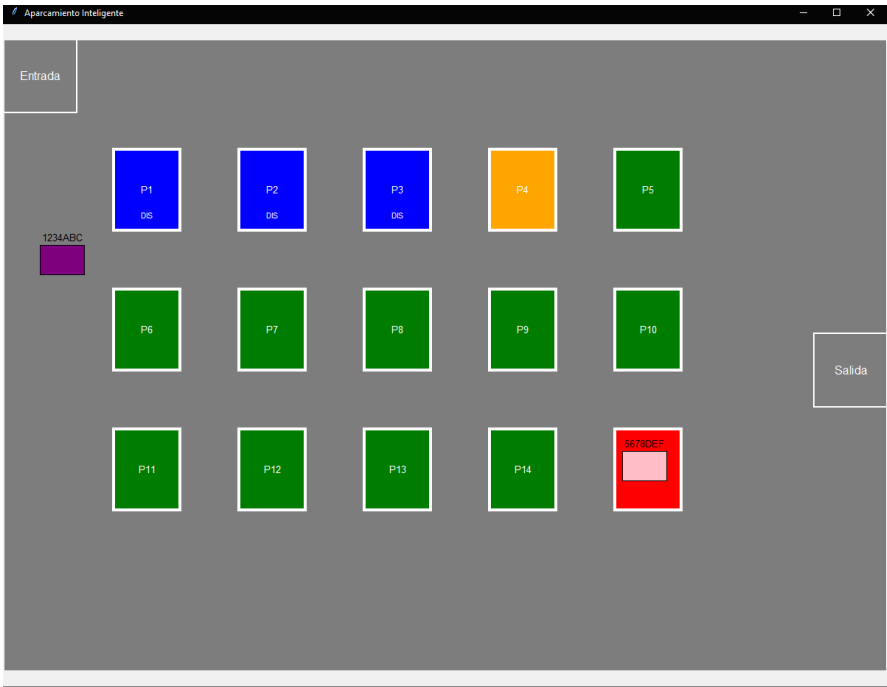 Aparcamiento Inteligente
Entrada
P1
DIS
P2
DIS
P3
DIS
P4
P5
1234ABC
P6
P7
P8
P9
P10
Salida
P11
P12
P13
P14
5678DEF